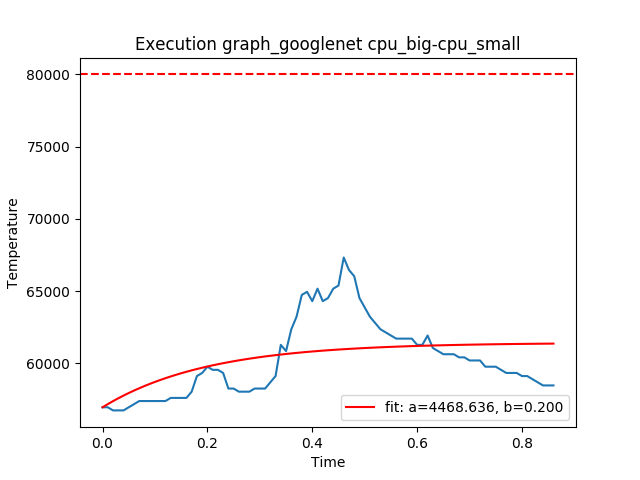 Execution graph_googlenet cpu_big-cpu_small
80000
75000
70000
65000
60000
Temperature
fit: a=4468.636, b=0.200
0.0 0.2 0.4 0.6 0.8
Time